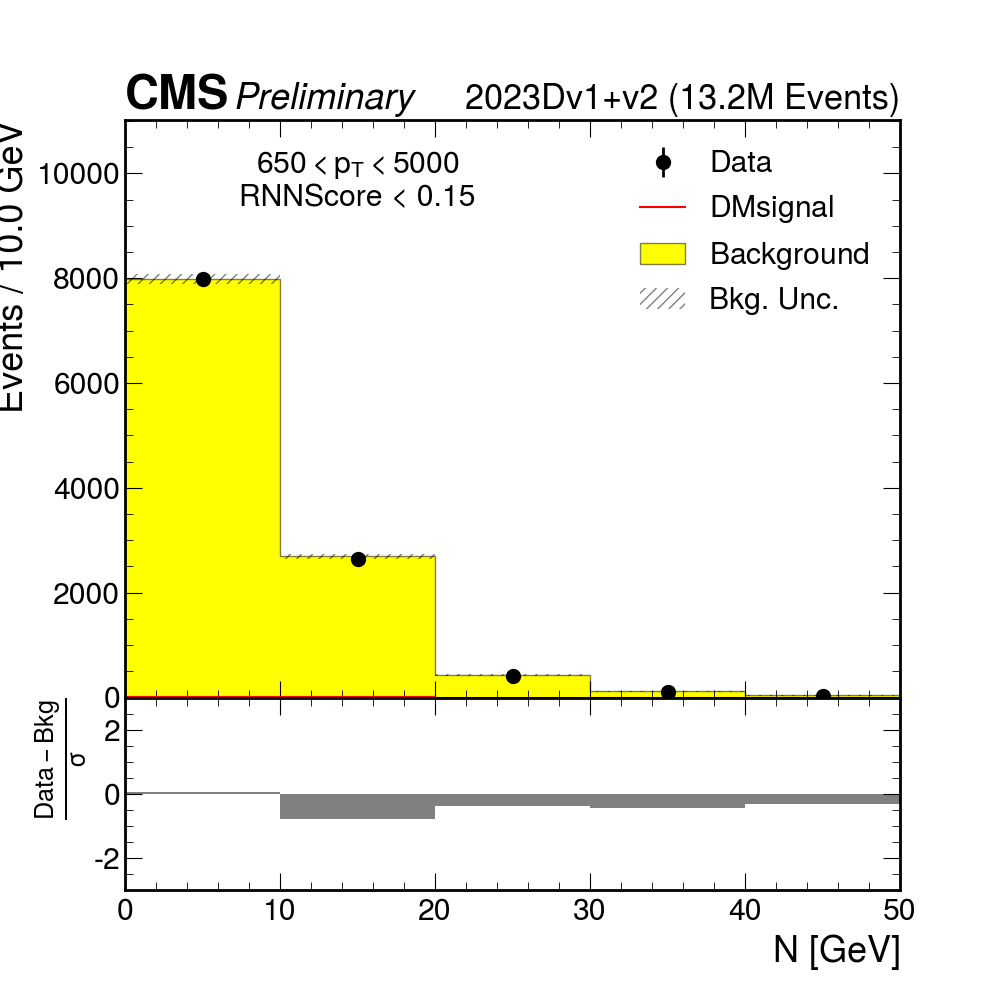 CMS Preliminary 2023Dv1+v2 (13.2M Events)
Events / 10.0 GeV
650 < pT < 5000
RNNScore < 0.15
Data
DMsignal
Background
Bkg. Unc.
10000
8000
6000
4000
2000
0
Data – Bkg
σ
2
0
-2
0 10 20 30 40 50
N [GeV]